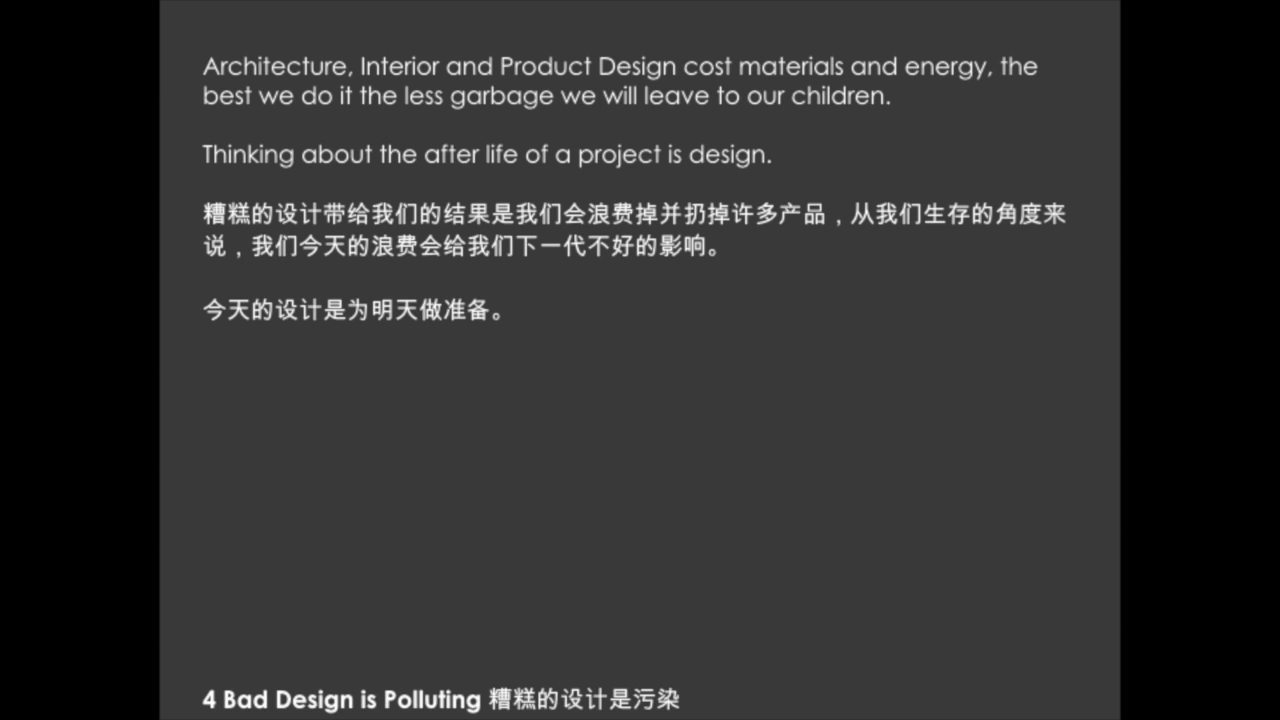 Architecture, Interior and Product Design cost materials and energy, the
best we do it the less garbage we will leave to our children.
Thinking about the after life of a project is design.
糟糕的设计带给我们的结果是我们会浪费掉并扔掉许多产品，从我们生存的角度来
说，我们今天的浪费会给我们下一代不好的影响。
今天的设计是为明天做准备。
4 Bad Design is Polluting 糟糕的设计是污染